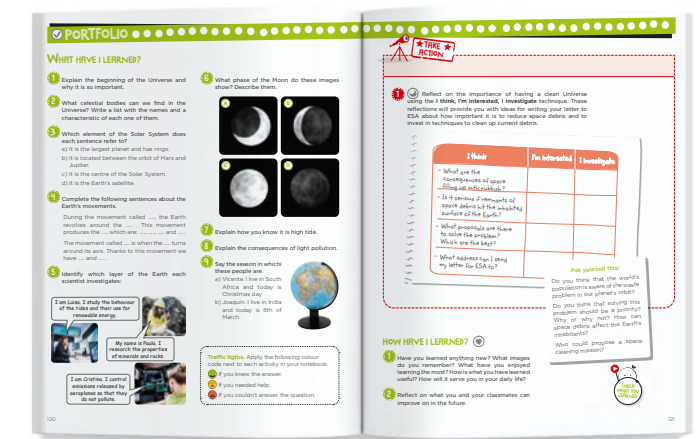 PORTFOLIO
WHAT HAVE I LEARNED?
1 Explain the beginning of the Universe and
why it is so important.
2 What celestial bodies can we find in the
Universe? Write a list with the names and a
characteristic of each one of them.
3 Which element of the Solar System does
each sentence refer to?
a) It is the largest planet and has rings.
b) It is located between the orbit of Mars and
Jupiter.
c) It is the centre of the Solar System.
d) It is the Earth's satellite.
4 Complete the following sentences about the
Earth's movements.
During the movement called ...., the Earth
revolves around the .... . This movement
produces the .... which are: ...., ...., .... and ....
The movement called .... is when the .... turns
around its axis. Thanks to this movement we
have .... and .... .
5 Identify which layer of the Earth each
scientist investigates:
I am Luisa. I study the behaviour
of the tides and their use for
renewable energy.
My name is Paula. I
research the properties
of minerals and rocks.
I am Cristina. I control
emissions released by
aeroplanes so that they
do not pollute.
120
6 What phase of the Moon do these images
show? Describe them.
A
B
C
D
7 Explain how you know it is high tide.
8 Explain the consequences of light pollution.
9 Say the season in which
these people are.
a) Vicente. I live in South
Africa and today is
Christmas day
b) Joaquin. I live in India
and today is 8th of
March.
Traffic ligths. Apply the following colour
code next to each activity in your notebook.
If you knew the answer.
If you needed help.
If you couldn't answer the question.
TAKE
ACTION
1 Reflect on the importance of having a clean Universe
using the I think, I'm interested, I investigate technique. These
reflections will provide you with ideas for writing your letter to
ESA about how important it is to reduce space debris and to
invest in techniques to clean up current debris.
I think I'm interested I investigate
- What are the
consequences of space
filling up with rubbish?
- Is it serious if remnants of
space debris hit the inhabited
surface of the Earth?
- What proposals are there
to solve the problem?
Which are the best?
- What address can I send
my letter for ESA to?
Ask yourself this!
Do you think that the world's
population is aware of the waste
problem in our planet's orbit?
Do you think that solving this
problem should be a priority?
Why or why not? How can
space debris affect the Earth's
inhabitants?
Who could propose a space
cleaning mission?
HOW HAVE I LEARNED?
1 Have you learned anything new? What images
do you remember? What have you enjoyed
learning the most? How is what you have learned
useful? How will it serve you in your daily life?
2 Reflect on what you and your classmates can
improve on in the future.
CHECK
WHAT YOU
LEARNED
121